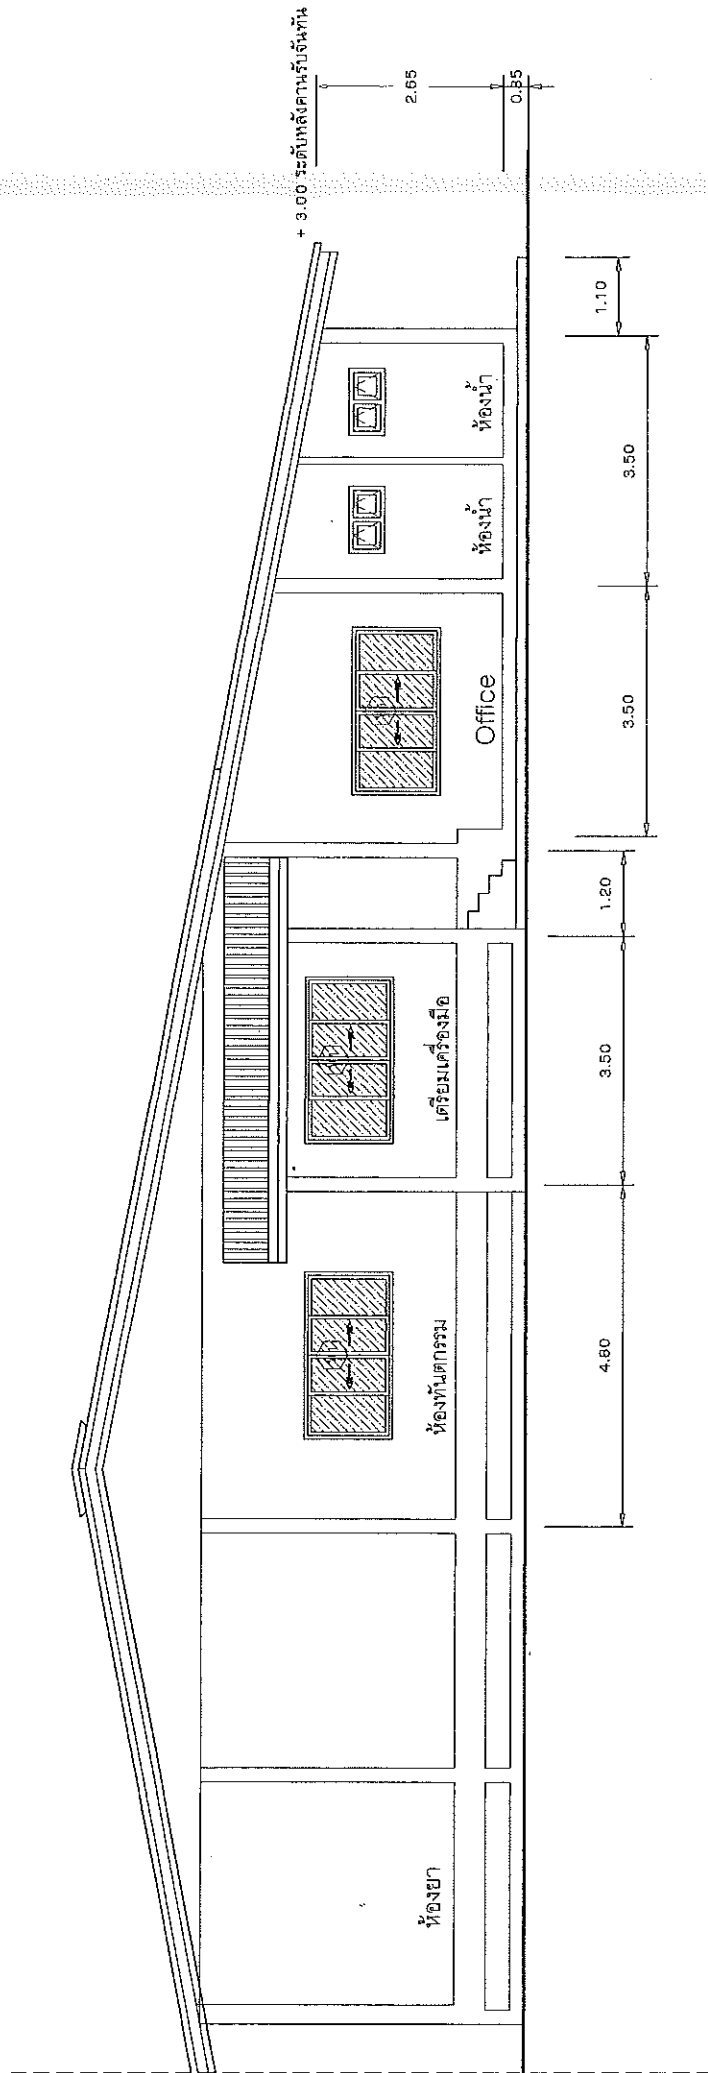 + 3.00 ระดับหลังคานรับจันทัน
2.65
0.35
ห้องยา
ห้องทันตกรรม
เตรียมเครื่องมือ
Office
ห้องน้ำ
ห้องน้ำ
4.80
3.50
1.20
3.50
3.50
1.10